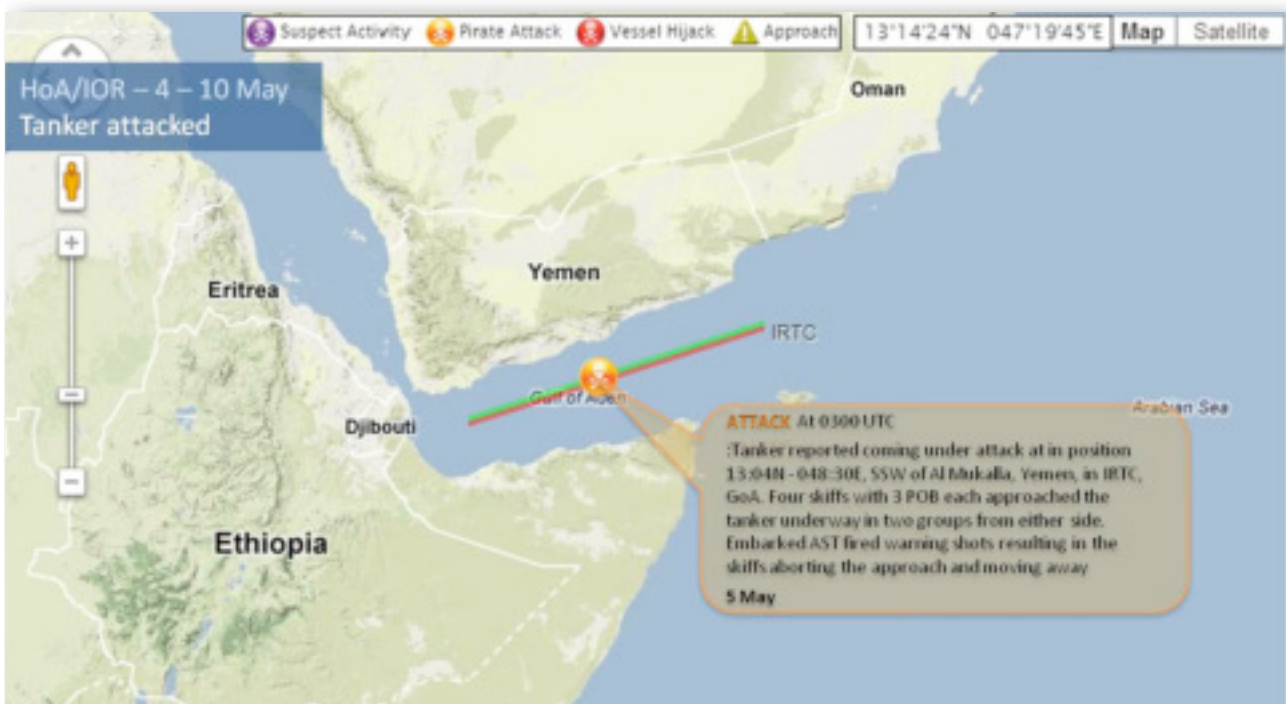 Suspect Activity Pirate Attack Vessel Hijack Approach 13°14'24"N 047°19'45"E Map Satellite
HoA/IOR – 4 – 10 May
Tanker attacked
Oman
Yemen
Eritrea
IRTC
Gulf of Aden
Djibouti
Arabian Sea
ATTACK At 0300 UTC
:Tanker reported coming under attack at in position
13:04N - 048:30E, SSW of Al Mukalla, Yemen, in IRTC,
GoA. Four skiffs with 3 POB each approached the
tanker underway in two groups from either side.
Embarked AST fired warning shots resulting in the
skiffs aborting the approach and moving away
5 May
Ethiopia